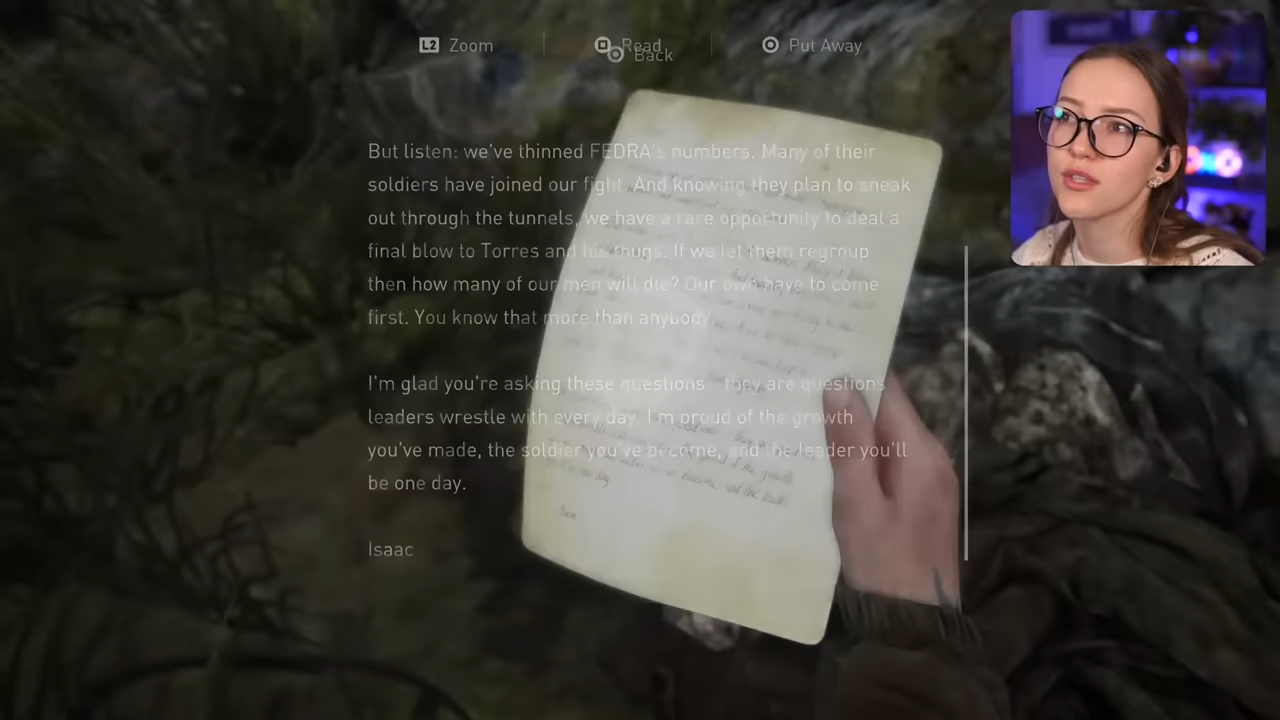 L2 Zoom
Read
Put Away
Back
But listen: we've thinned FEDRA's numbers. Many of their
soldiers have joined our fight. And knowing they plan to sneak
out through the tunnels, we have a rare opportunity to deal a
final blow to Torres and his thugs. If we let them regroup
then how many of our men will die? Our own have to come
first. You know that more than anybody.
I'm glad you're asking these questions - they are questions
leaders wrestle with every day. I'm proud of the growth
you've made, the soldier you've become, and the leader you'll
be one day.
Isaac